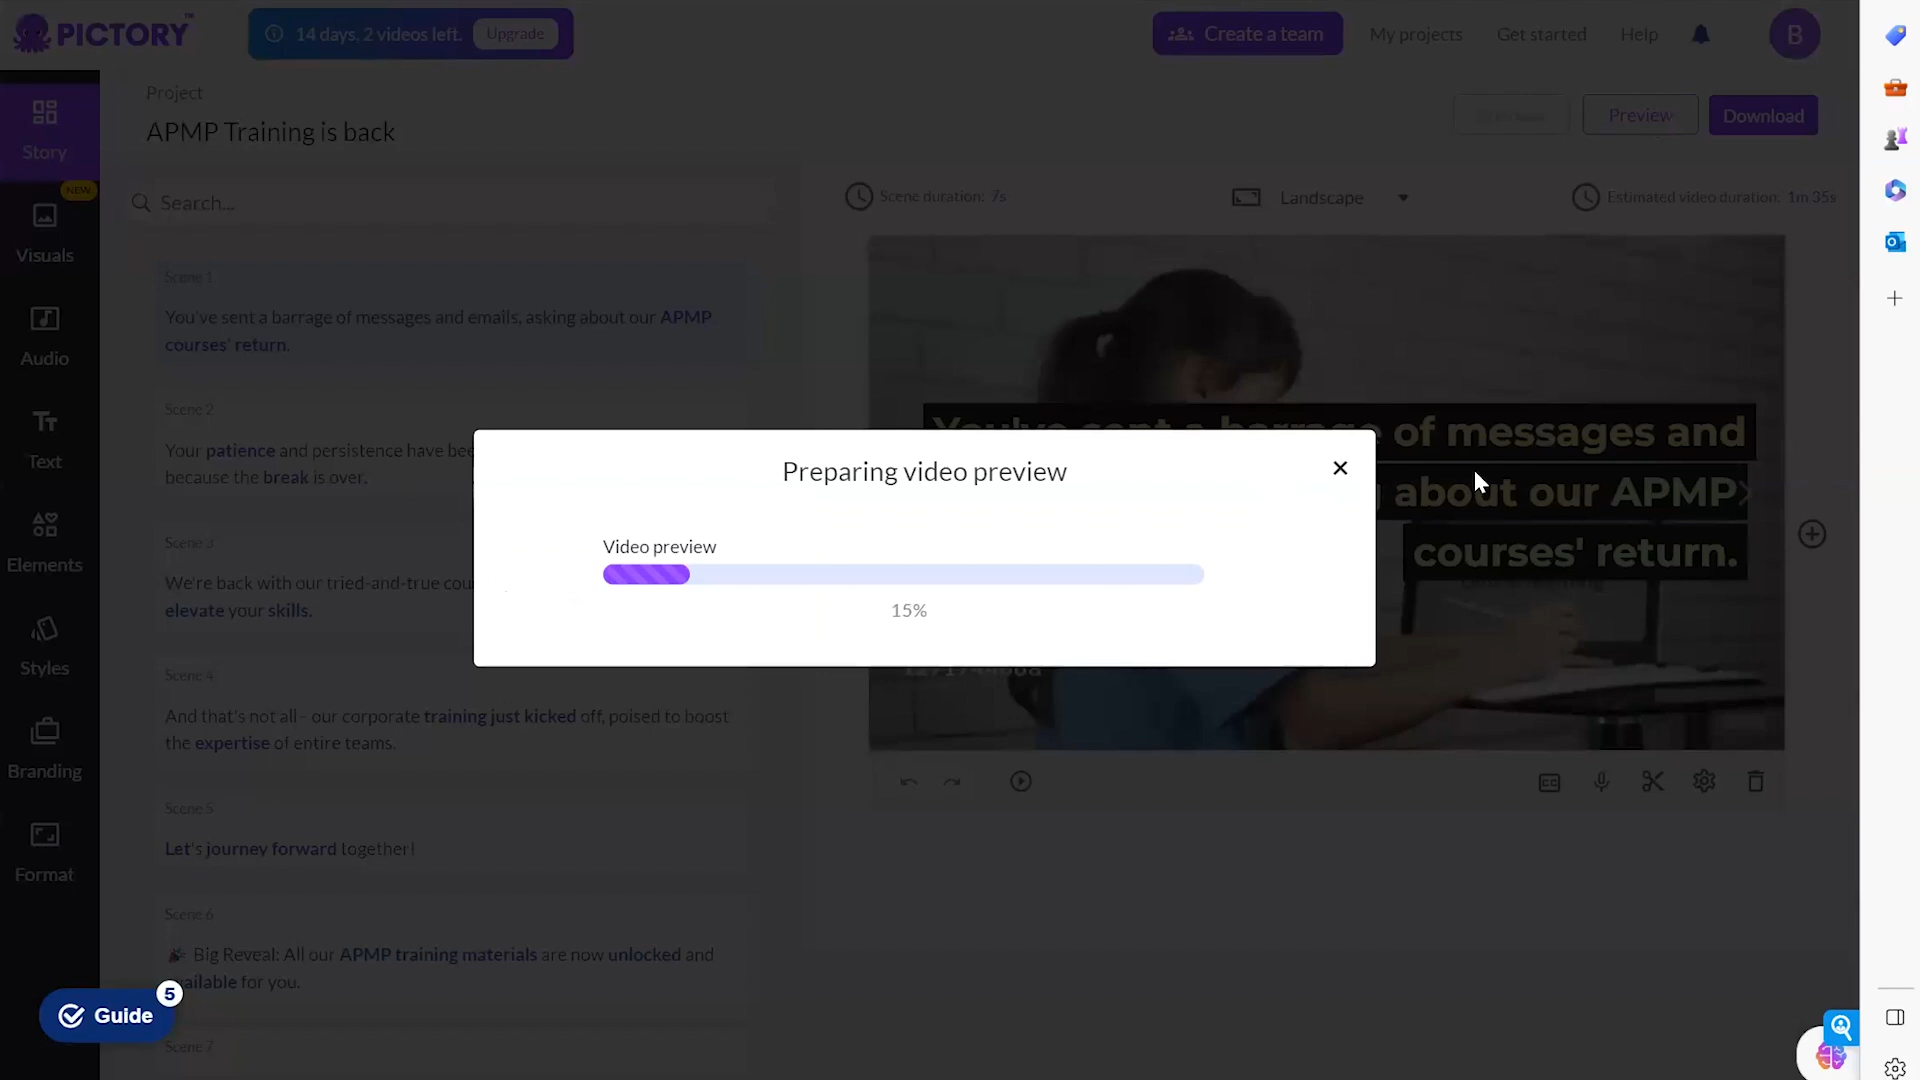 PICTORY™
14 days. 2 videos left.
Upgrade
Create a team
My projects
Get started
Help
B
Project
APMP Training is back
Preview
Download
Story
NEW
Visuals
Audio
Text
Elements
Styles
Branding
Format
Search...
Scene duration: 7s
Landscape
Estimated video duration: 1m 35s
Scene 1
You've sent a barrage of messages and emails, asking about our APMP
courses' return.
Scene 2
Your patience and persistence have
because the break is over.
Scene 3
We're back with our tried-and-true
elevate your skills.
Scene 4
And that's not all - our corporate training just kicked off, poised to boost
the expertise of entire teams.
Scene 5
Let's journey forward together!
Scene 6
🎉 Big Reveal: All our APMP training materials are now unlocked and
available for you.
Scene 7
You've sent a barrage of messages and
about our APMP
courses' return.
Preparing video preview
Video preview
15%
CC
Guide
5